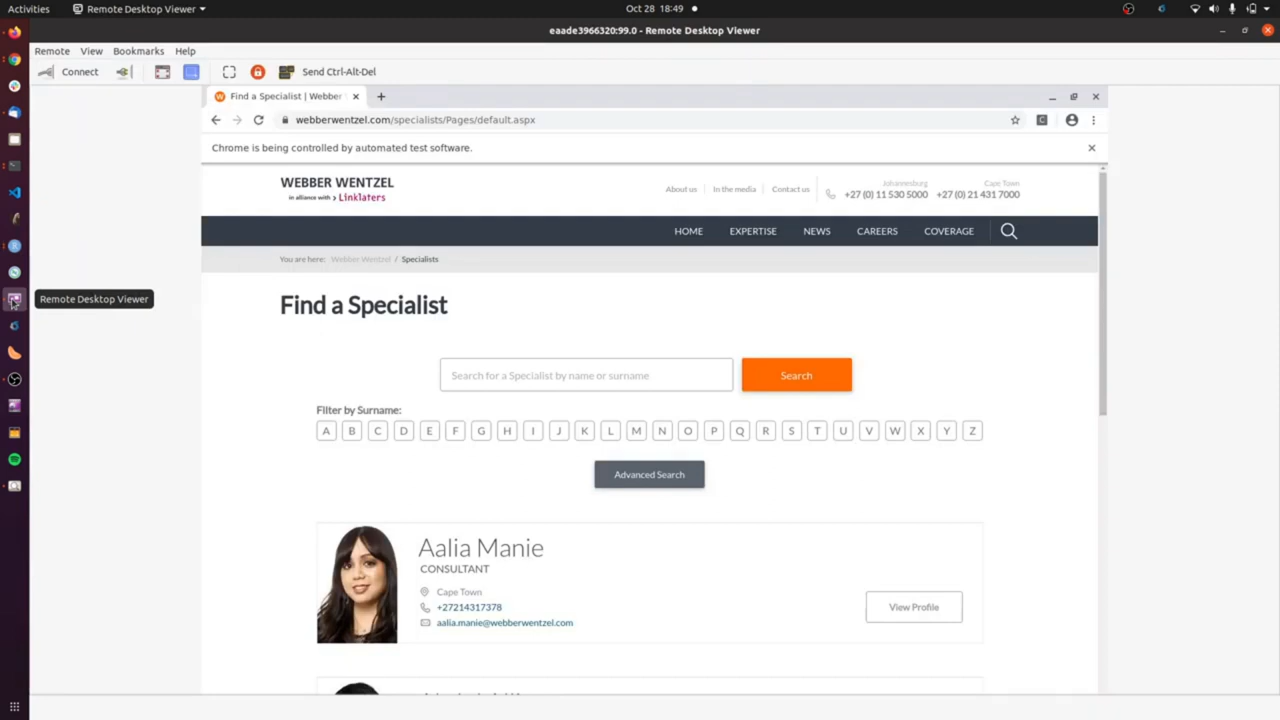 Activities Remote Desktop Viewer Oct 28 18:49
eaade3966320:99.0 - Remote Desktop Viewer
Remote View Bookmarks Help
Connect Send Ctrl-Alt-Del
Find a Specialist | Webber
webberwentzel.com/specialists/Pages/default.aspx
Chrome is being controlled by automated test software.
WEBBER WENTZEL
in alliance with Linklaters
About us In the media Contact us
Johannesburg Cape Town
+27 (0) 11 530 5000 +27 (0) 21 431 7000
HOME EXPERTISE NEWS CAREERS COVERAGE
You are here: Webber Wentzel / Specialists
Remote Desktop Viewer
Find a Specialist
Search for a Specialist by name or surname Search
Filter by Surname:
A B C D E F G H I J K L M N O P Q R S T U V W X Y Z
Advanced Search
Aalia Manie
CONSULTANT
Cape Town
+27214317378
View Profile
aalia.manie@webberwentzel.com